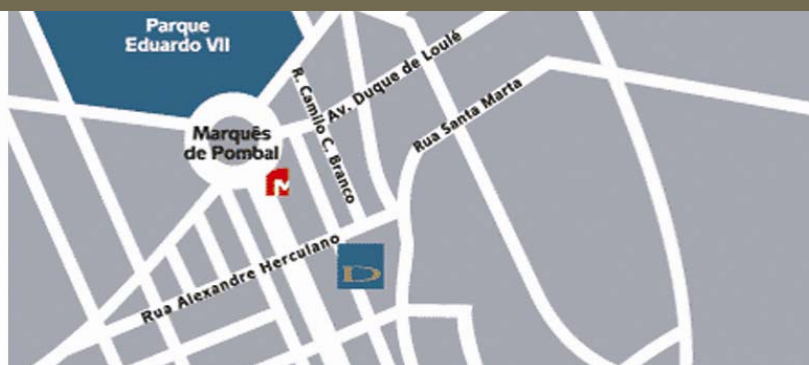 Parque
Eduardo VII
Marquês
de Pombal
R. Camilo C. Branco
Av. Duque de Loulé
Rua Santa Marta
M
Rua Alexandre Herculano
D